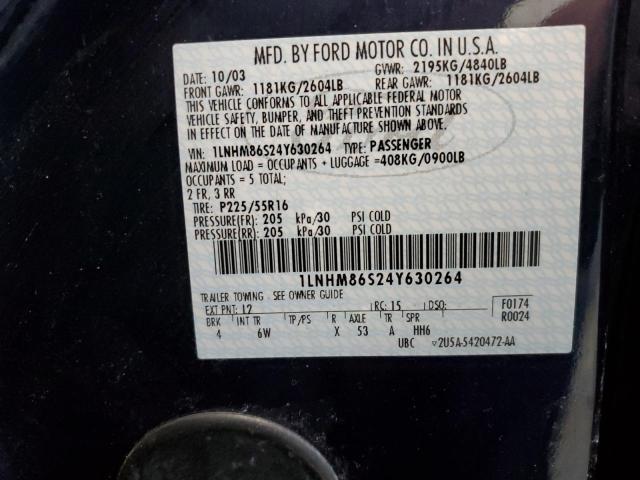 MFD. BY FORD MOTOR CO. IN U.S.A.
DATE: 10/03 GVWR: 2195KG/4840LB
FRONT GAWR: 1181KG/2604LB REAR GAWR: 1181KG/2604LB
THIS VEHICLE CONFORMS TO ALL APPLICABLE FEDERAL MOTOR
VEHICLE SAFETY, BUMPER, AND THEFT PREVENTION STANDARDS
IN EFFECT ON THE DATE OF MANUFACTURE SHOWN ABOVE.
VIN: 1LNHM86S24Y630264 TYPE: PASSENGER
MAXIMUM LOAD = OCCUPANTS + LUGGAGE =408KG/0900LB
OCCUPANTS = 5 TOTAL;
2 FR, 3 RR
TIRE: P225/55R16
PRESSURE(FR): 205 kPa/30 PSI COLD
PRESSURE(RR): 205 kPa/30 PSI COLD
1LNHM86S24Y630264
TRAILER TOWING - SEE OWNER GUIDE
EXT PNT: 12 RC: 15 DSO: F0174
BRK INT TR TP/PS R AXLE TR SPR R0024
4 6W X 53 A HH6
UBC ▽2U5A-5420472-AA